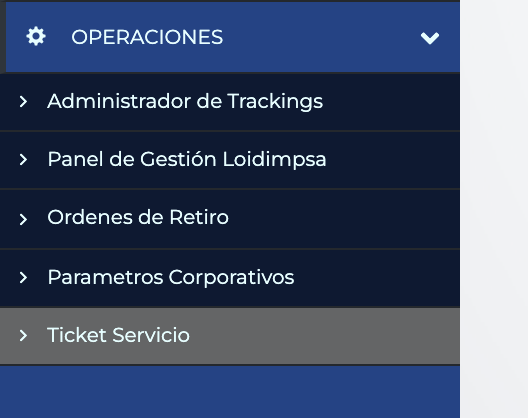 OPERACIONES
Administrador de Trackings
Panel de Gestión Loidimpsa
Ordenes de Retiro
Parametros Corporativos
Ticket Servicio